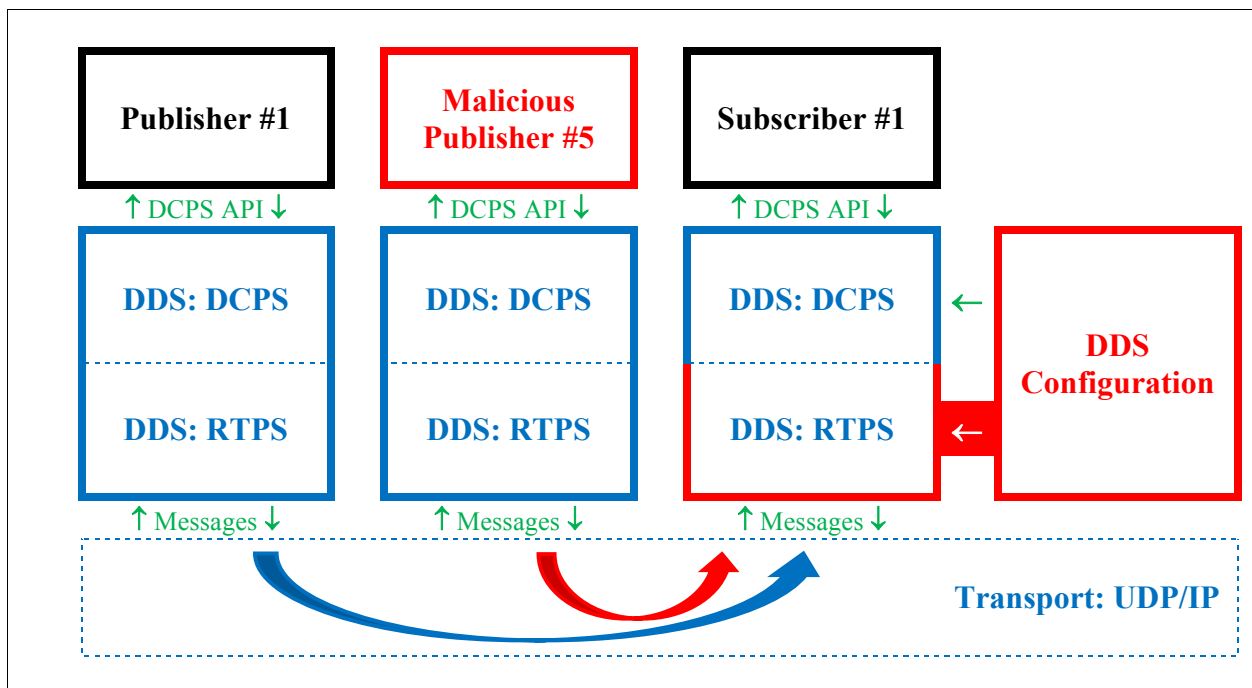 Publisher #1
Malicious
Publisher #5
Subscriber #1
↑ DCPS API ↓
↑ DCPS API ↓
↑ DCPS API ↓
DDS: DCPS
DDS: DCPS
DDS: DCPS
←
DDS
Configuration
DDS: RTPS
DDS: RTPS
DDS: RTPS
←
↑ Messages ↓
↑ Messages ↓
↑ Messages ↓
Transport: UDP/IP